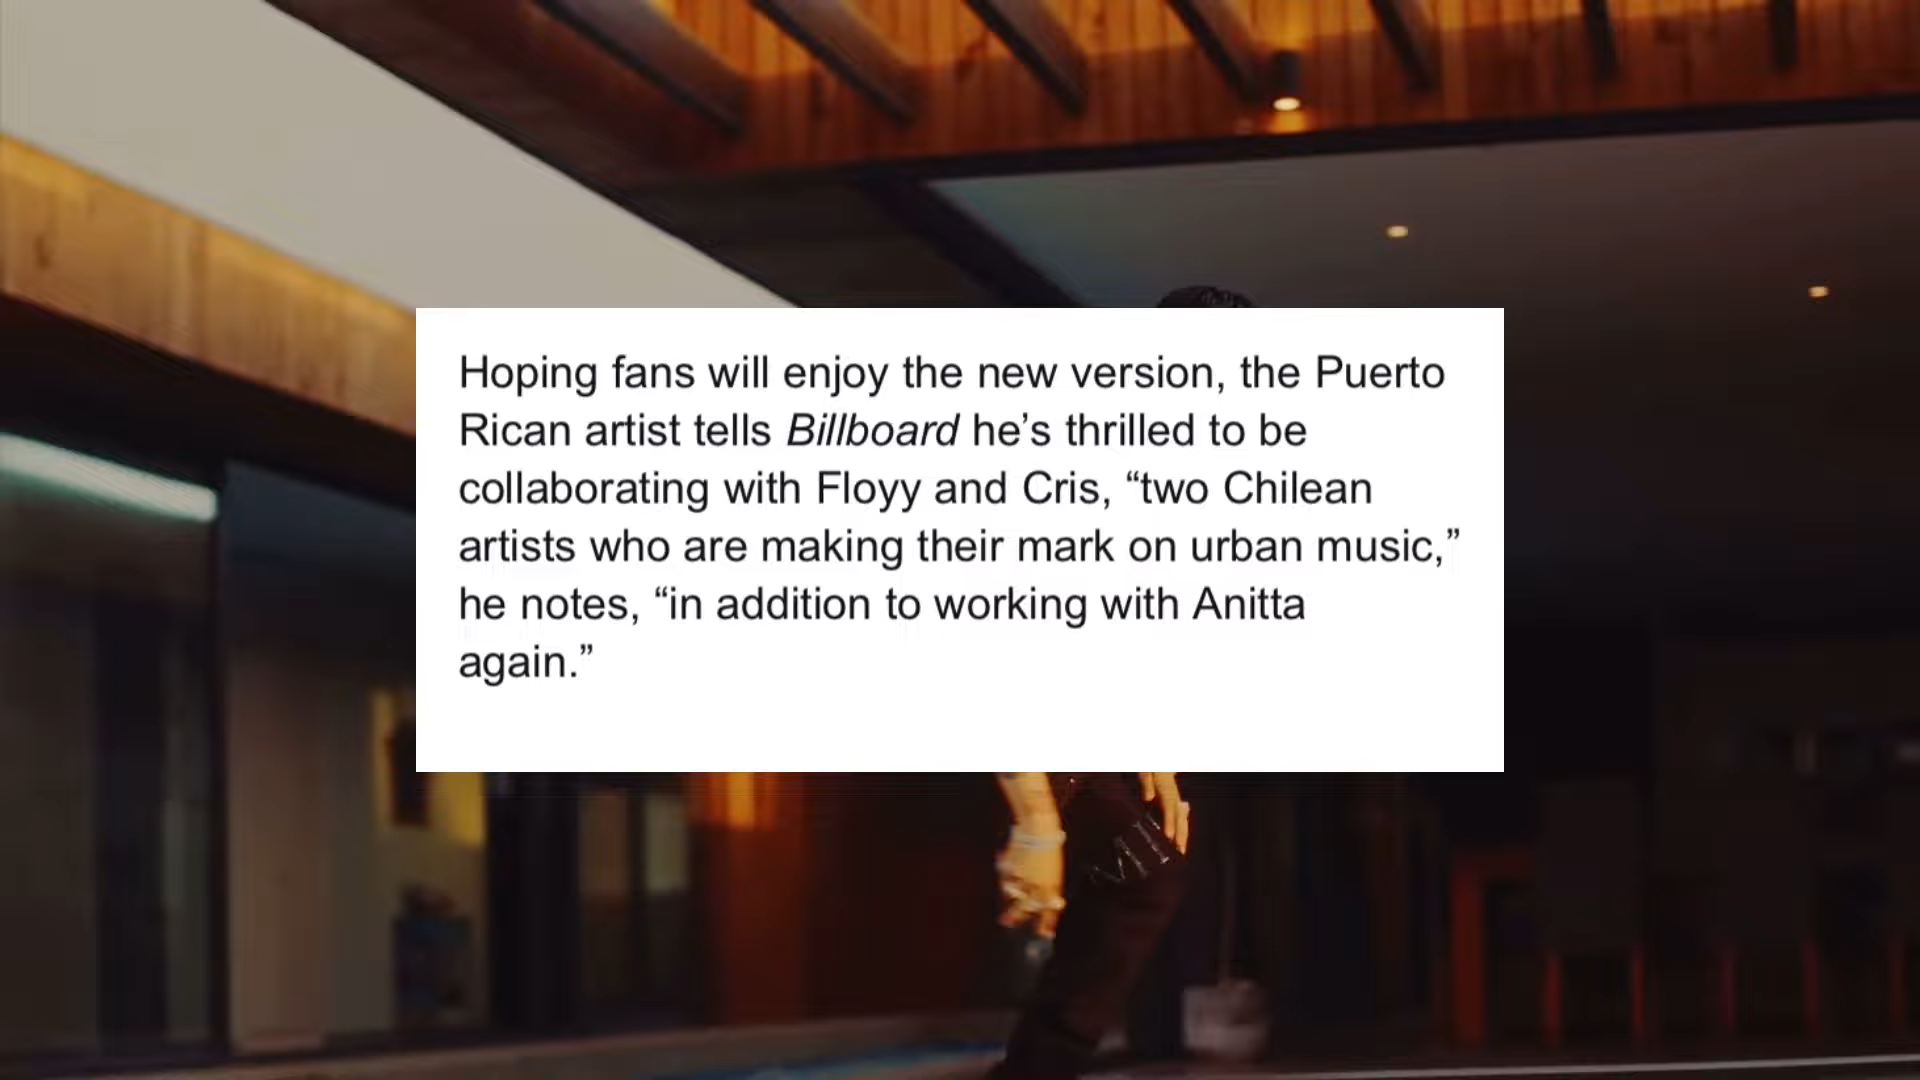 Hoping fans will enjoy the new version, the Puerto
Rican artist tells Billboard he’s thrilled to be
collaborating with Floyy and Cris, “two Chilean
artists who are making their mark on urban music,”
he notes, “in addition to working with Anitta
again.”